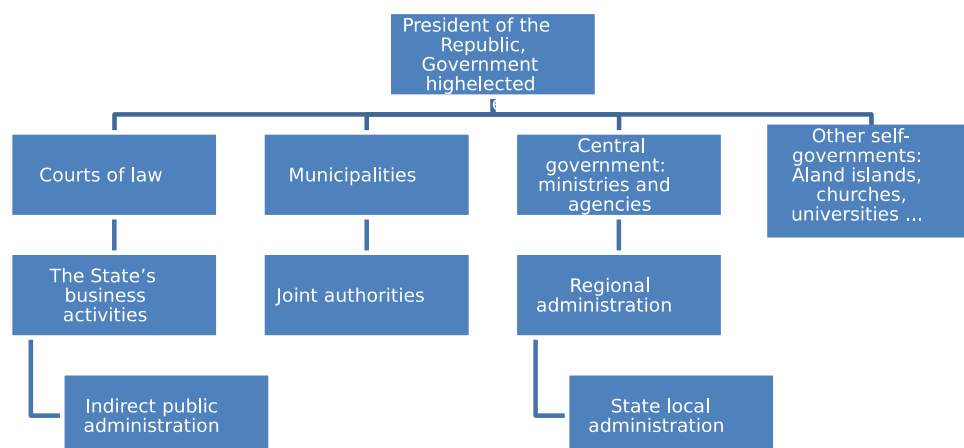 President of the
Republic,
Government
highelected
Courts of law
Municipalities
Central
government:
ministries and
agencies
Other self-
governments:
Aland islands,
churches,
universities ...
The State’s
business
activities
Joint authorities
Regional
administration
Indirect public
administration
State local
administration